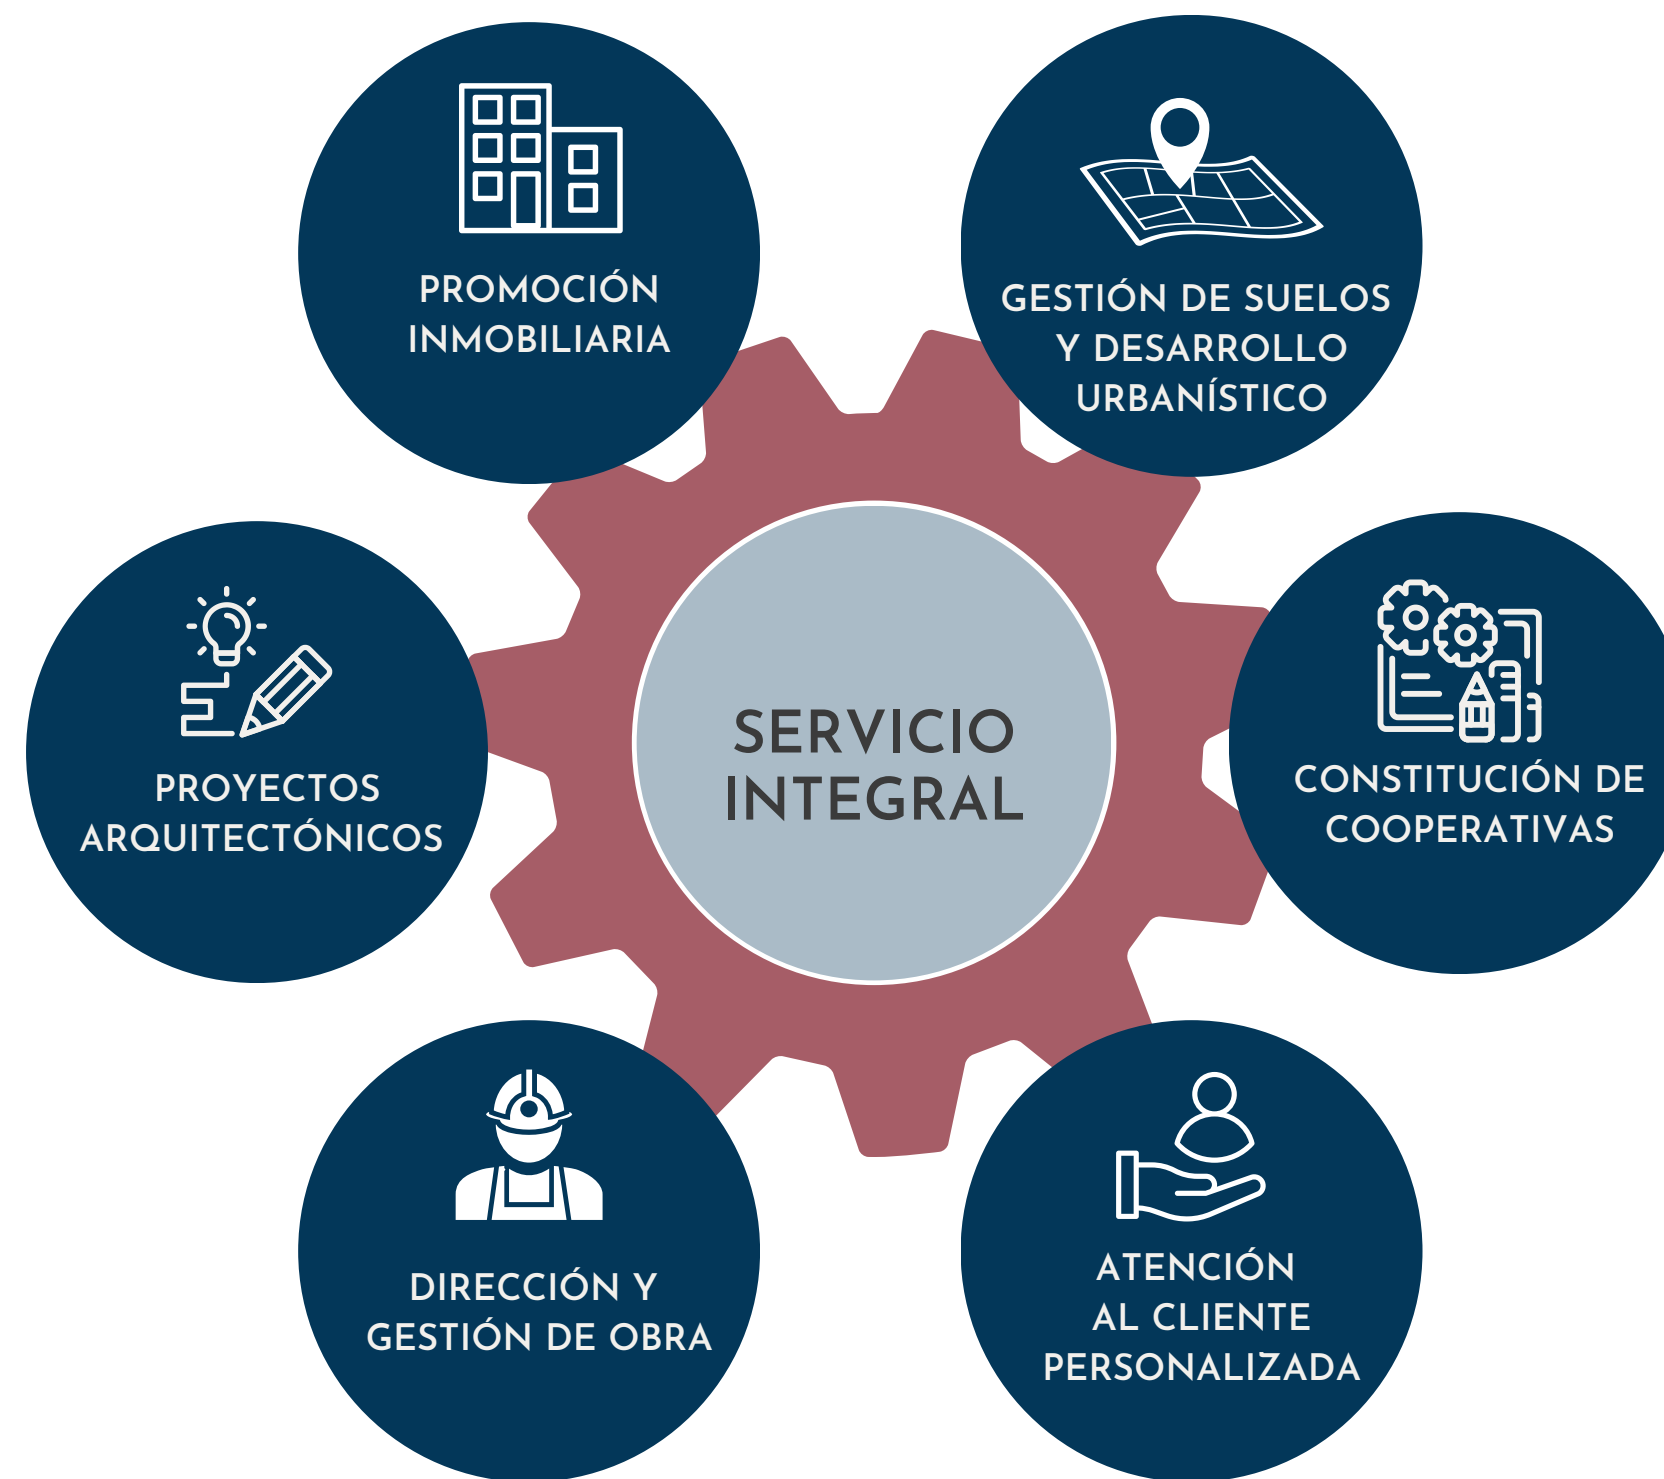 PROMOCIÓN
INMOBILIARIA
GESTIÓN DE SUELOS
Y DESARROLLO
URBANÍSTICO
PROYECTOS
ARQUITECTÓNICOS
SERVICIO
INTEGRAL
CONSTITUCIÓN DE
COOPERATIVAS
DIRECCIÓN Y
GESTIÓN DE OBRA
ATENCIÓN
AL CLIENTE
PERSONALIZADA